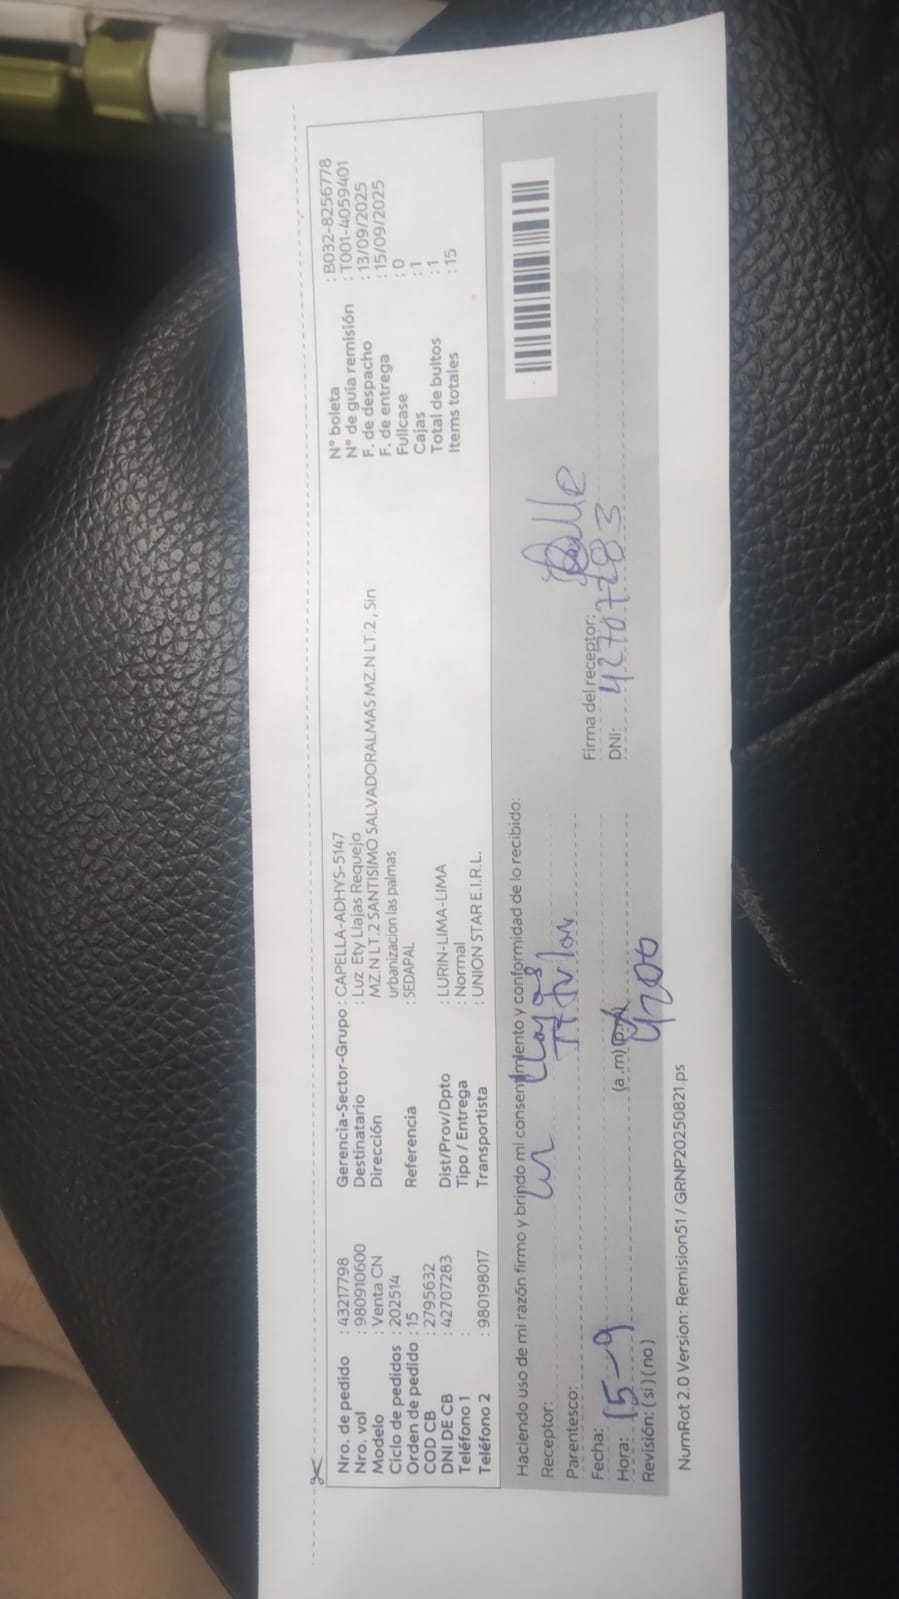 Nro. de pedido : 43217798
Nro. vol : 980910600
Modelo : Venta CN
Ciclo de pedidos : 202514
Orden de pedido : 15
COD CB : 2795632
DNI DE CB : 42707283
Teléfono 1 :
Teléfono 2 : 980198017
Gerencia-Sector-Grupo : CAPELLA-ADHYS-5147
Destinatario : Luz Ety Llajas Requejo
Dirección MZ.N LT.2 SANTISIMO SALVADORALMAS MZ.N LT.2 , Sin
urbanizacion las palmas
Referencia : SEDAPAL
Dist/Prov/Dpto : LURIN-LIMA-LIMA
Tipo / Entrega : Normal
Transportista : UNION STAR E.I.R.L.
N° boleta : B032-8256778
N° de guía remisión : T001-4059401
F. de despacho : 13/09/2025
F. de entrega : 15/09/2025
Fullcase : 0
Cajas : 1
Total de bultos : 1
Items totales : 15
Haciendo uso de mi razón firmo y brindo mi consentimiento y conformidad de lo recibido:
Receptor: Llajas
Parentesco: Titular
Fecha: 15-9
Hora: (a.m) (p.m) 4200
Revisión: ( si ) ( no )
Firma del receptor:
DNI: 42707283
NumRot 2.0 Version: Remision51 / GRNP20250821.ps